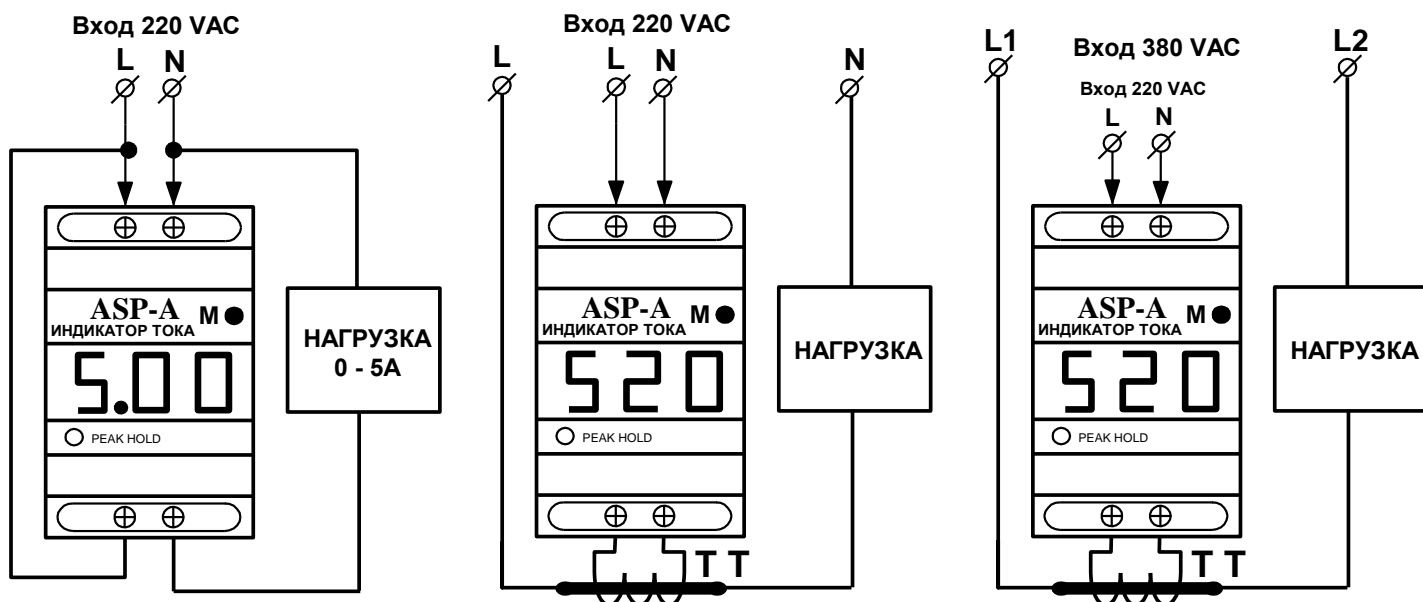 Вход 220 VAC
L N
ASP-A
ИНДИКАТОР ТОКА M
5.00
PEAK HOLD
НАГРУЗКА
0 - 5А
Вход 220 VAC
L L N N
ASP-A
ИНДИКАТОР ТОКА M
520
PEAK HOLD
НАГРУЗКА
Т Т
L1 Вход 380 VAC L2
Вход 220 VAC
L N
ASP-A
ИНДИКАТОР ТОКА M
520
PEAK HOLD
НАГРУЗКА
Т Т